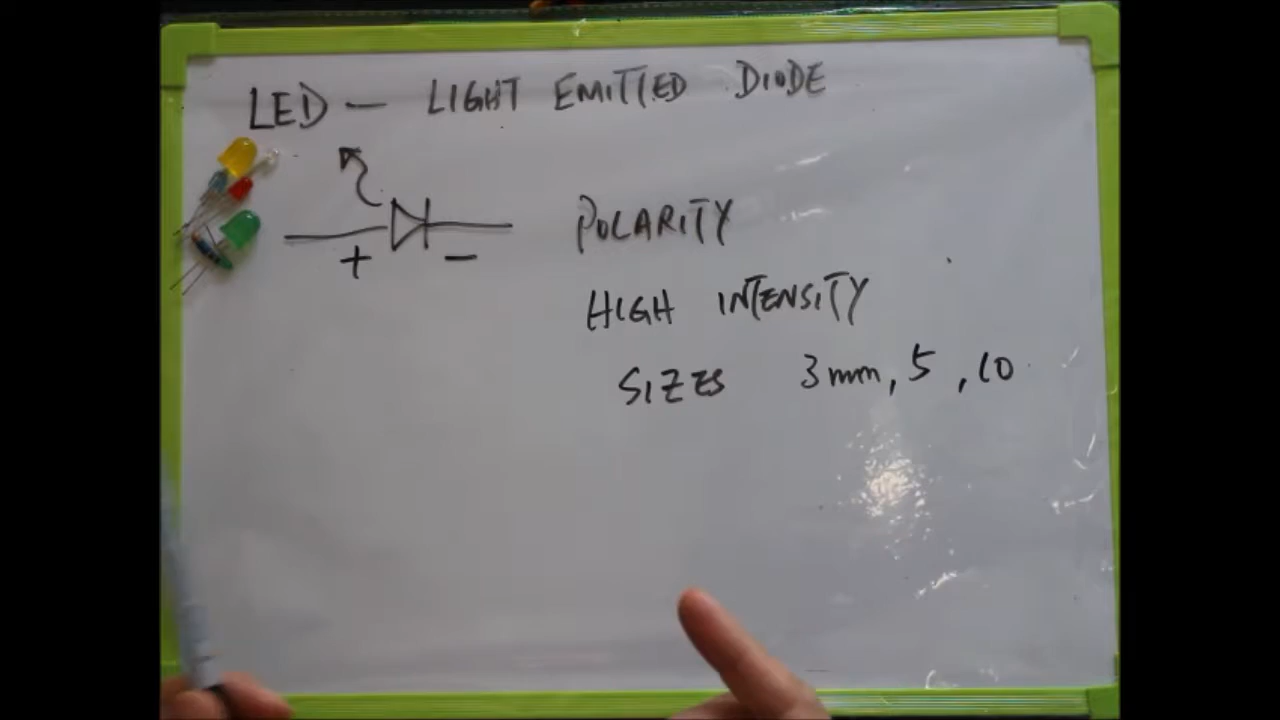 LED — LIGHT EMITTED DIODE
+ −
POLARITY
HIGH INTENSITY
SIZES 3mm, 5, 10